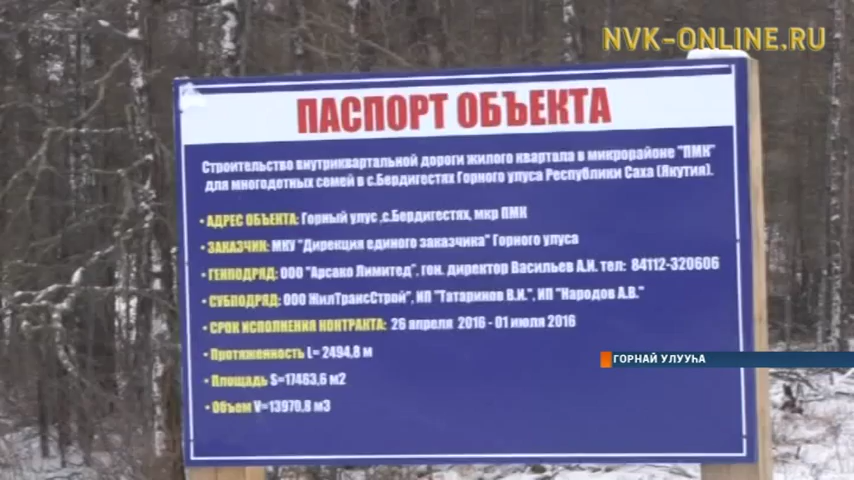 NVK-ONLINE.RU
ПАСПОРТ ОБЪЕКТА
Строительство внутриквартальной дороги жилого квартала в микрорайоне "ПМК"
для многодетных семей в с.Бердигестях Горного улуса Республики Саха (Якутия).
• АДРЕС ОБЪЕКТА: Горный улус ,с.Бердигестях, мкр ПМК
• ЗАКАЗЧИК: МКУ "Дирекция единого заказчика" Горного улуса
• ГЕНПОДРЯД: ООО "Арсако Лимитед", ген. директор Васильев А.И. тел: 84112-320606
• СУБПОДРЯД: ООО ЖилТрансСтрой", ИП "Татаринов В.И.", ИП "Народов А.В."
• СРОК ИСПОЛНЕНИЯ КОНТРАКТА: 26 апреля 2016 - 01 июля 2016
• Протяженность L= 2494,8 м
ГОРНАЙ УЛУУҺА
• Площадь S=17463,6 м2
• Объем V=13970,8 м3